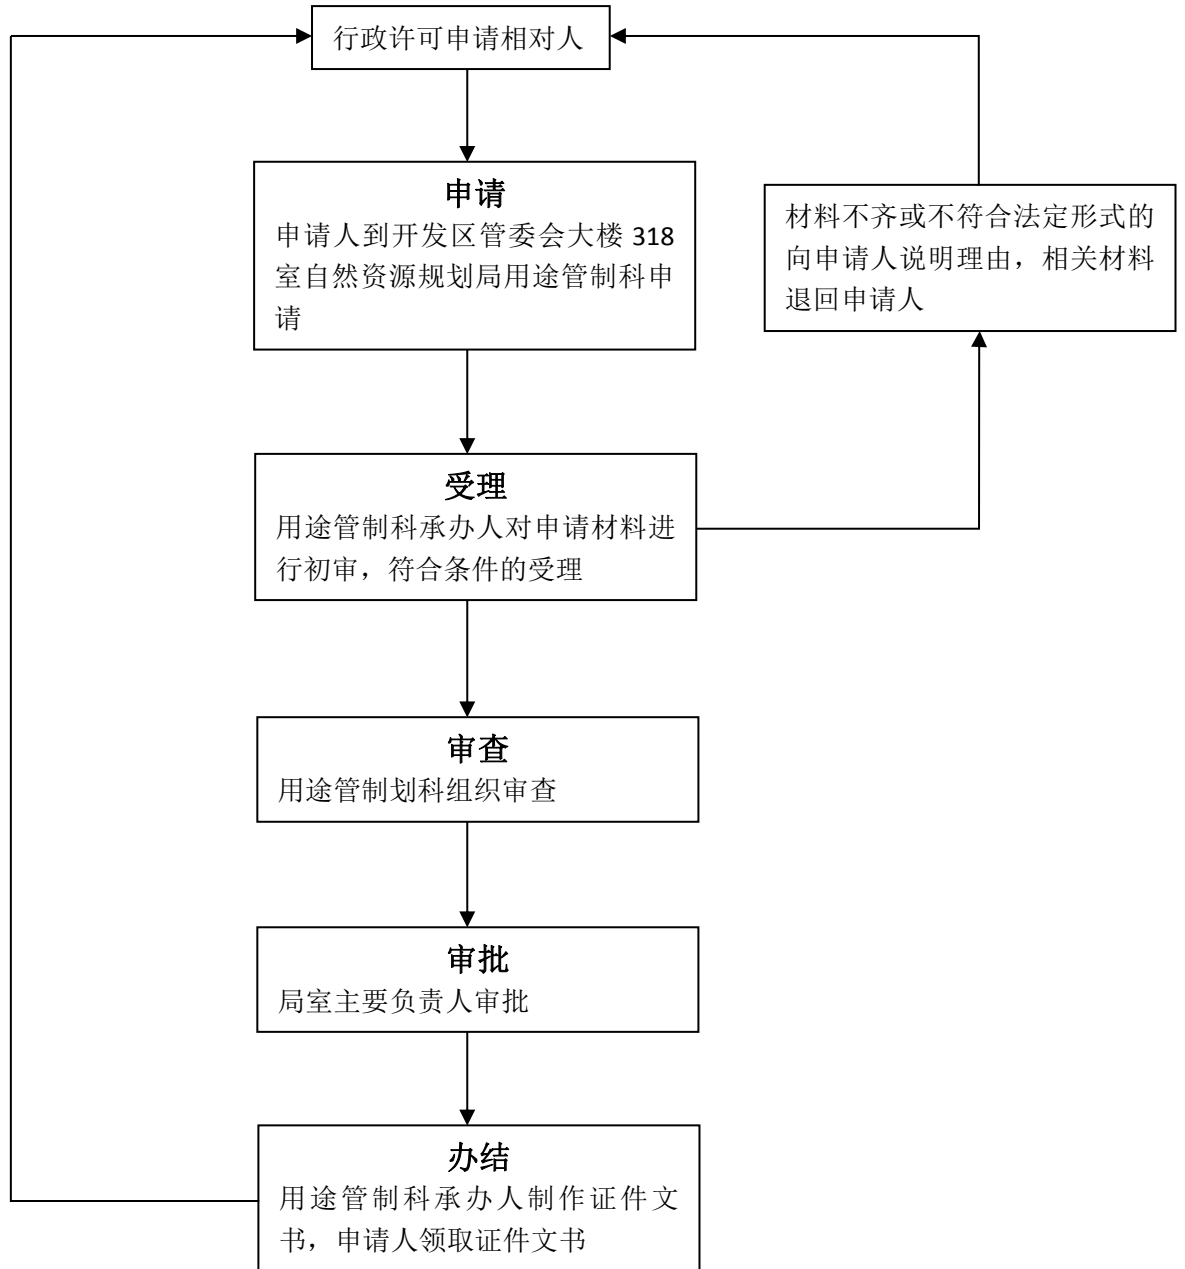 行政许可申请相对人
申请
申请人到开发区管委会大楼 318
室自然资源规划局用途管制科申
请
材料不齐或不符合法定形式的
向申请人说明理由，相关材料
退回申请人
受理
用途管制科承办人对申请材料进
行初审，符合条件的受理
审查
用途管制划科组织审查
审批
局室主要负责人审批
办结
用途管制科承办人制作证件文
书，申请人领取证件文书